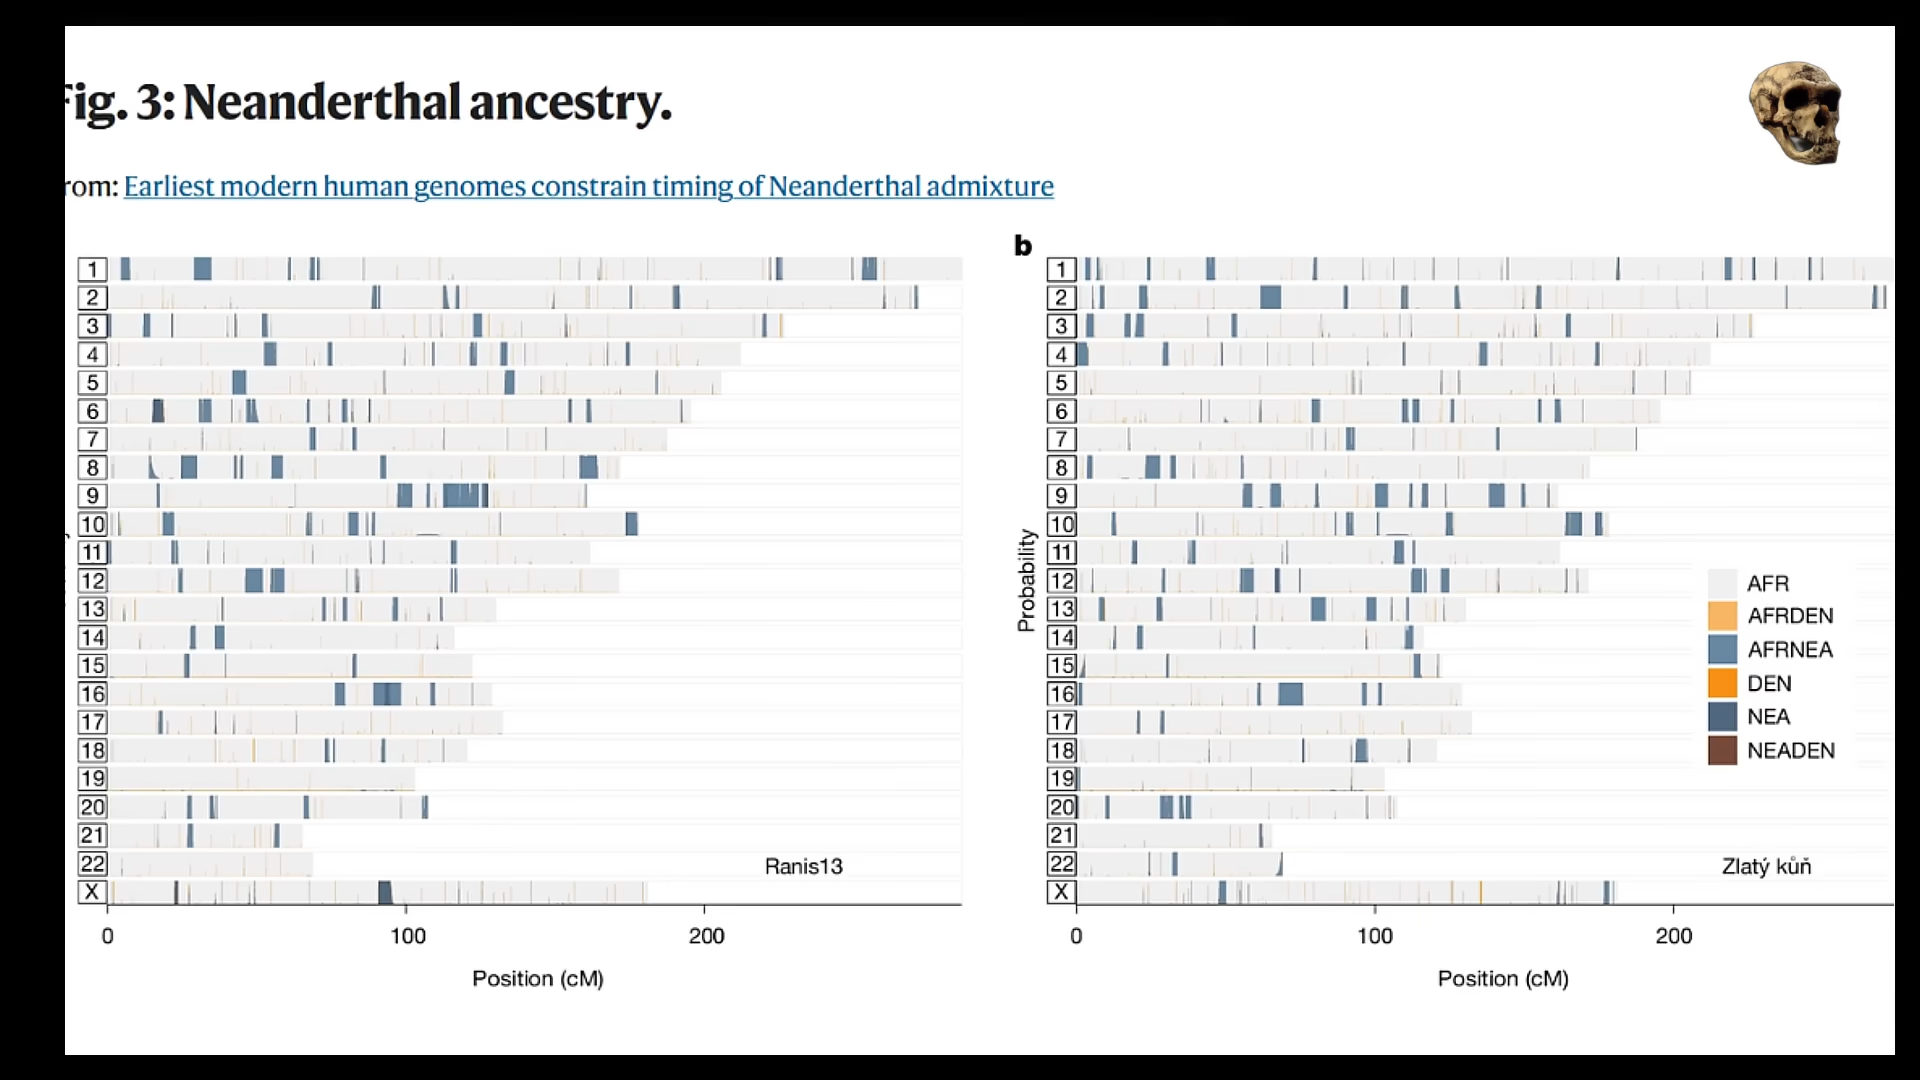 Fig. 3: Neanderthal ancestry.
rom: Earliest modern human genomes constrain timing of Neanderthal admixture
1
2
3
4
5
6
7
8
9
10
11
12
13
14
15
16
17
18
19
20
21
22
X
Ranis13
0 100 200
Position (cM)
b
Probability
1
2
3
4
5
6
7
8
9
10
11
12
13
14
15
16
17
18
19
20
21
22
X
AFR
AFRDEN
AFRNEA
DEN
NEA
NEADEN
Zlatý kůň
0 100 200
Position (cM)